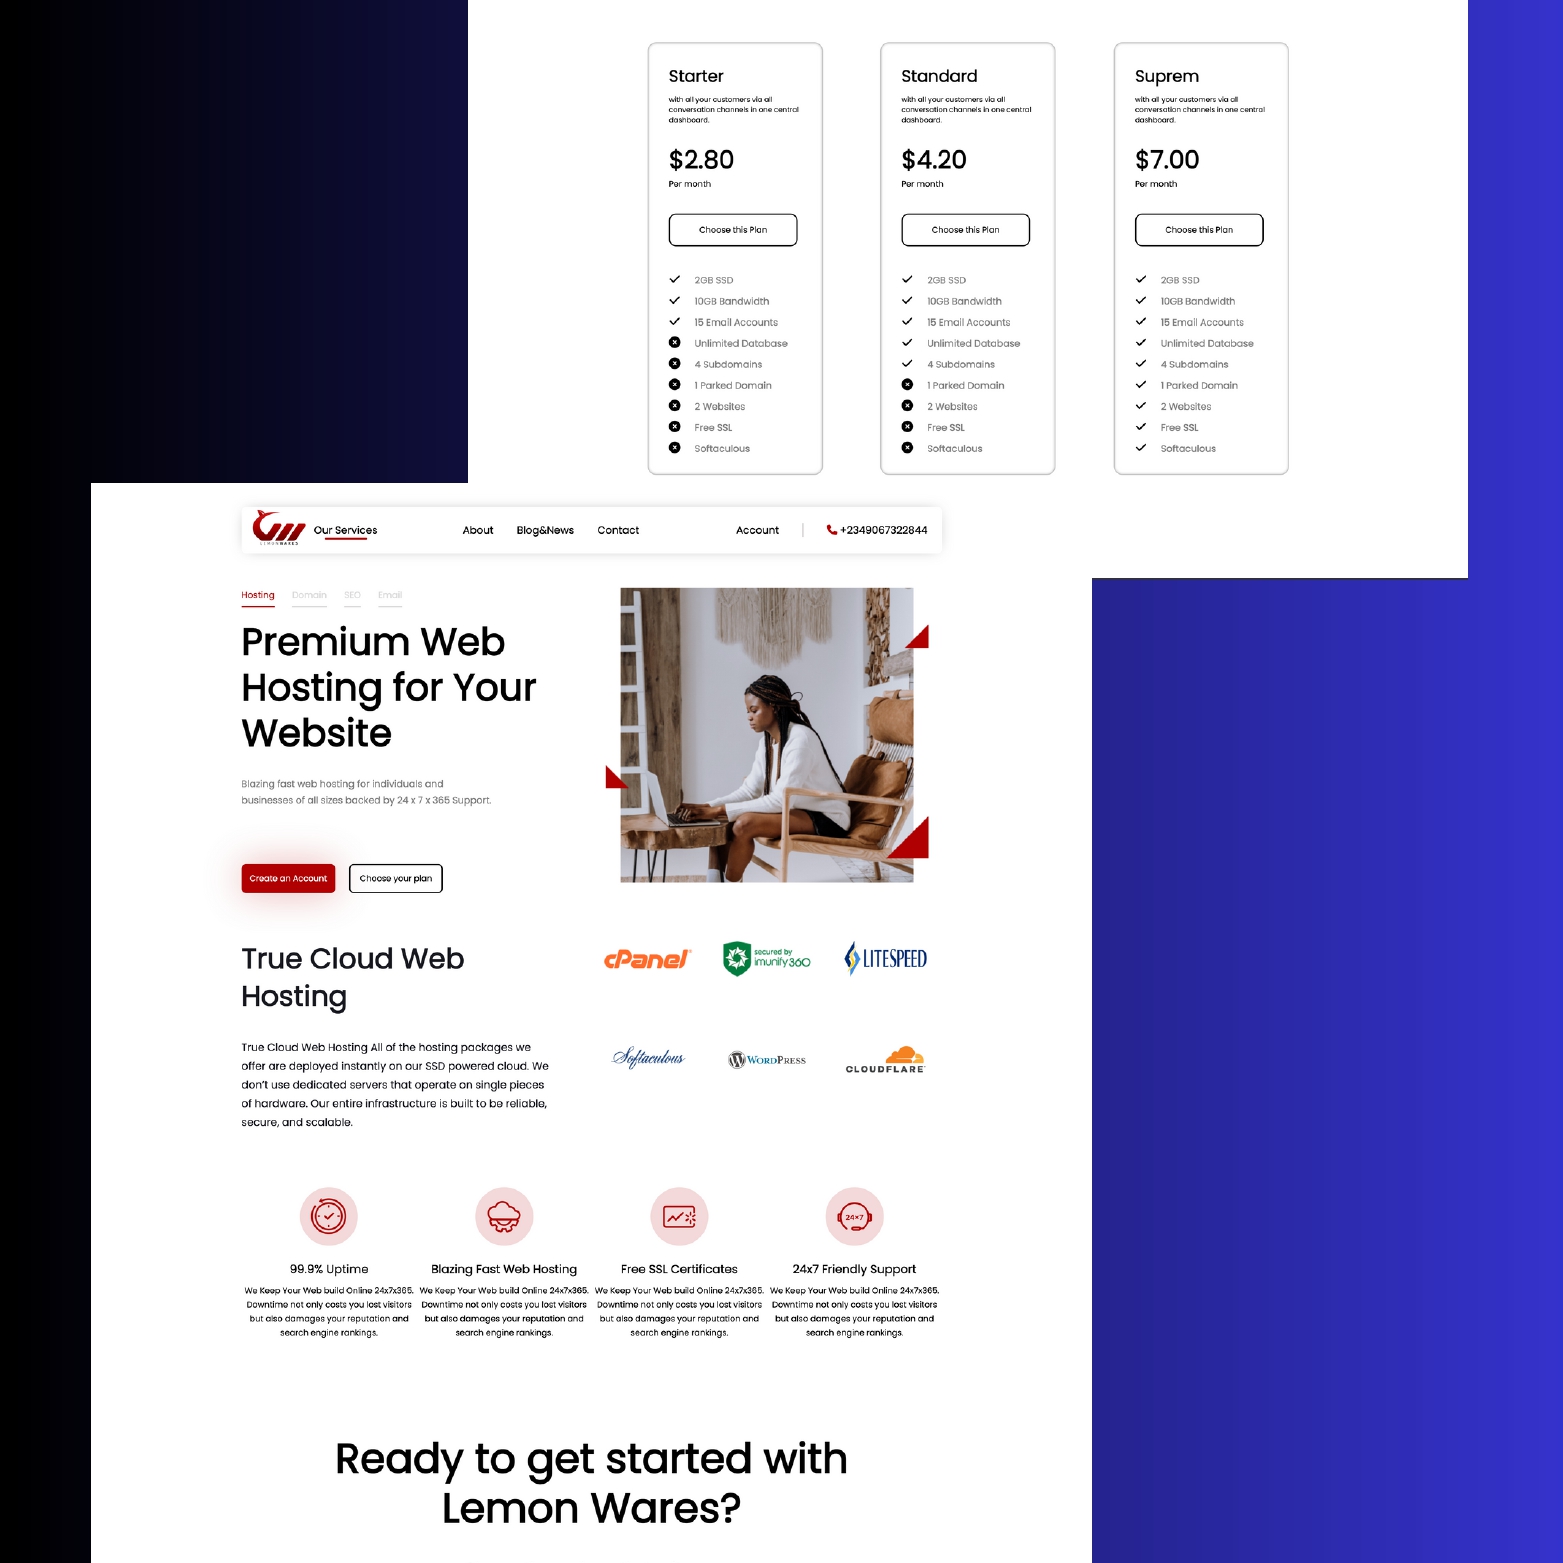 Starter
with all your customers via all
conversation channels in one central
dashboard.
$2.80
Per month
Choose this Plan
2GB SSD
10GB Bandwidth
15 Email Accounts
Unlimited Database
4 Subdomains
1 Parked Domain
2 Websites
Free SSL
Softaculous
Standard
with all your customers via all
conversation channels in one central
dashboard.
$4.20
Per month
Choose this Plan
2GB SSD
10GB Bandwidth
15 Email Accounts
Unlimited Database
4 Subdomains
1 Parked Domain
2 Websites
Free SSL
Softaculous
Suprem
with all your customers via all
conversation channels in one central
dashboard.
$7.00
Per month
Choose this Plan
2GB SSD
10GB Bandwidth
15 Email Accounts
Unlimited Database
4 Subdomains
1 Parked Domain
2 Websites
Free SSL
Softaculous
LEMONWARES
Our Services
About
Blog&News
Contact
Account
+2349067322844
Hosting
Domain
SEO
Email
Premium Web
Hosting for Your
Website
Blazing fast web hosting for individuals and
businesses of all sizes backed by 24 x 7 x 365 Support.
Create an Account
Choose your plan
True Cloud Web
Hosting
True Cloud Web Hosting All of the hosting packages we
offer are deployed instantly on our SSD powered cloud. We
don't use dedicated servers that operate on single pieces
of hardware. Our entire infrastructure is built to be reliable,
secure, and scalable.
cPanel®
secured by
imunify360
LITESPEED
Softaculous
WORDPRESS
CLOUDFLARE
99.9% Uptime
We Keep Your Web build Online 24x7x365.
Downtime not only costs you lost visitors
but also damages your reputation and
search engine rankings.
Blazing Fast Web Hosting
We Keep Your Web build Online 24x7x365.
Downtime not only costs you lost visitors
but also damages your reputation and
search engine rankings.
Free SSL Certificates
We Keep Your Web build Online 24x7x365.
Downtime not only costs you lost visitors
but also damages your reputation and
search engine rankings.
24×7
24x7 Friendly Support
We Keep Your Web build Online 24x7x365.
Downtime not only costs you lost visitors
but also damages your reputation and
search engine rankings.
Ready to get started with
Lemon Wares?